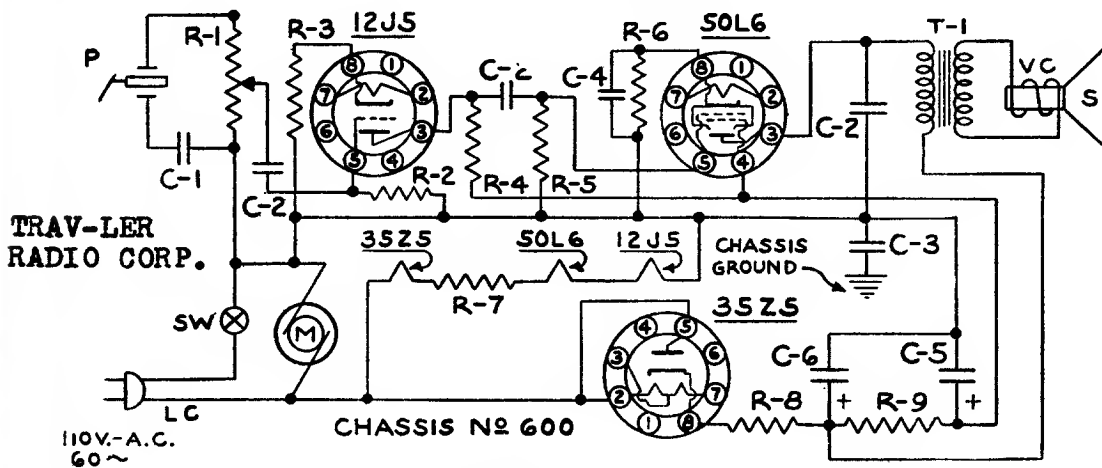 12J5
50L6
T-1
R-1
R-3
R-6
P
C-2
C-4
VC
S
8 1
7 2
6 3
5 4
8 1
7 2
6 3
5 4
C-2
C-1
C-2
R-2
R-4
R-5
TRAV-LER
RADIO CORP.
35Z5
50L6
12J5
CHASSIS
GROUND
C-3
R-7
35Z5
SW
M
4 5
3 6
2 7
1 8
C-6
C-5
R-8
+
R-9
+
LC
CHASSIS NO 600
110V.-A.C.
60~